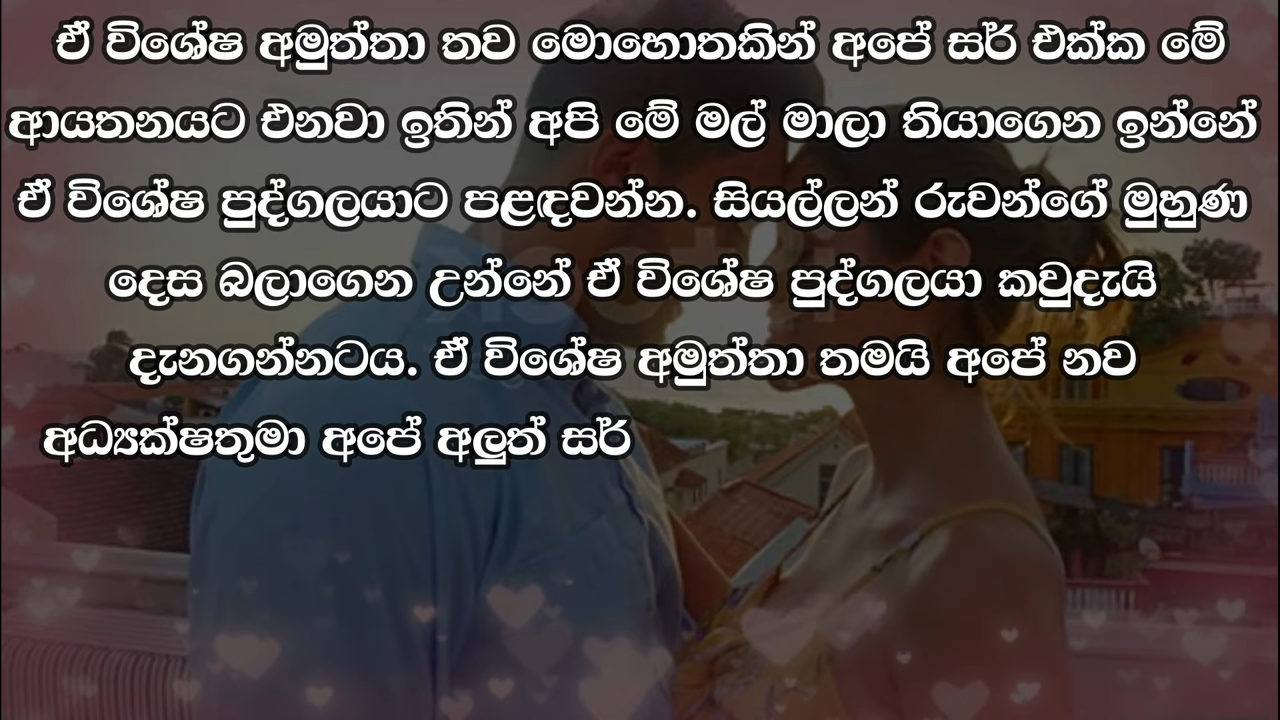 ඒ විශේෂ අමුත්තා තව මොහොතකින් අපේ සර් එක්ක මේ
ආයතනයට එනවා ඉතින් අපි මේ මල් මාලා තියාගෙන ඉන්නේ
ඒ විශේෂ පුද්ගලයාට පළඳවන්න. සියල්ලන් රුවන්ගේ මුහුණ
දෙස බලාගෙන උන්නේ ඒ විශේෂ පුද්ගලයා කවුදැයි
දැනගන්නටය. ඒ විශේෂ අමුත්තා තමයි අපේ නව
අධ්‍යක්ෂතුමා අපේ අලුත් සර්